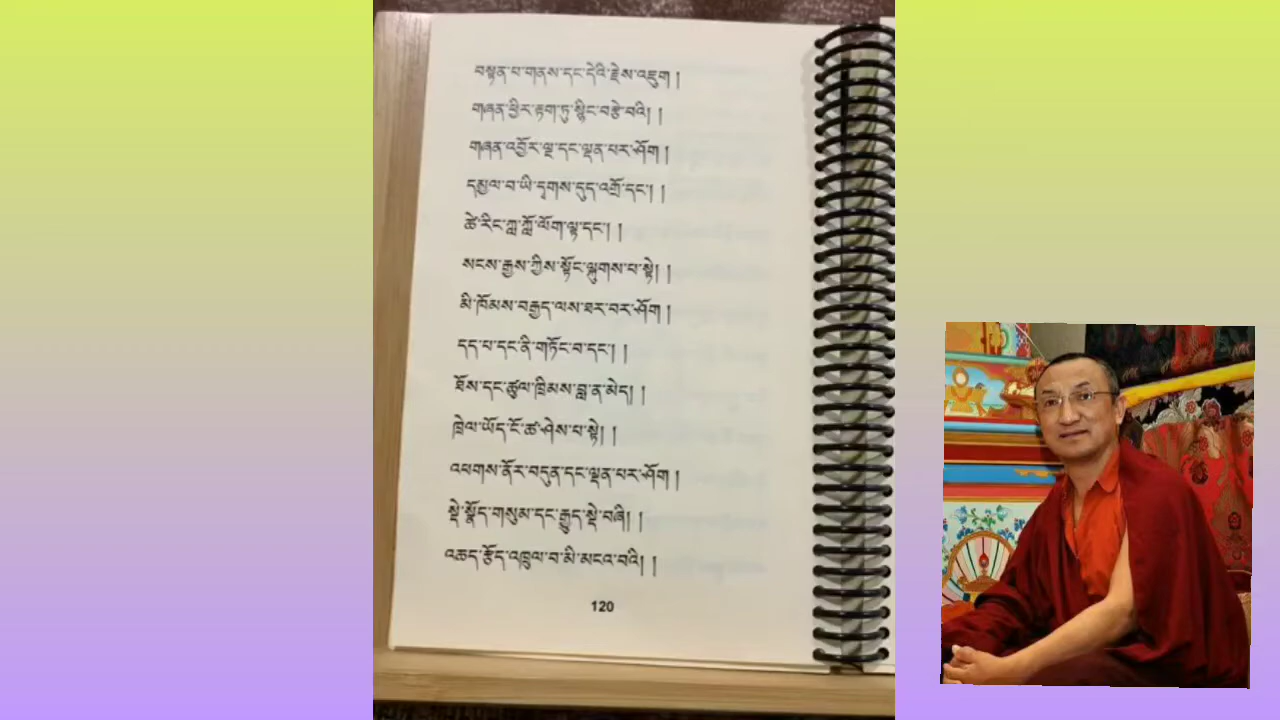 བསྟན་པ་གནས་དང་དེའི་རྗེས་འཇུག །
གཞན་ཕྱིར་རྟག་ཏུ་སྙིང་བརྩེ་བའི། །
གཞན་འབྱོར་ལྔ་དང་ལྡན་པར་ཤོག །
དམྱལ་བ་ཡི་དྭགས་དུད་འགྲོ་དང་། །
ཚེ་རིང་ཀླ་ཀློ་ལོག་ལྟ་དང་། །
སངས་རྒྱས་ཀྱིས་སྟོང་ལྐུགས་པ་སྟེ། །
མི་ཁོམས་བརྒྱད་ལས་ཐར་བར་ཤོག །
དད་པ་དང་ནི་གཏོང་བ་དང་། །
ཐོས་དང་ཚུལ་ཁྲིམས་བླ་ན་མེད། །
ཁྲེལ་ཡོད་ངོ་ཚ་ཤེས་པ་སྟེ། །
འཕགས་ནོར་བདུན་དང་ལྡན་པར་ཤོག །
སྡེ་སྣོད་གསུམ་དང་རྒྱུད་སྡེ་བཞི། །
འཆད་རྩོད་འཁྲུལ་བ་མི་མངའ་བའི། །
120